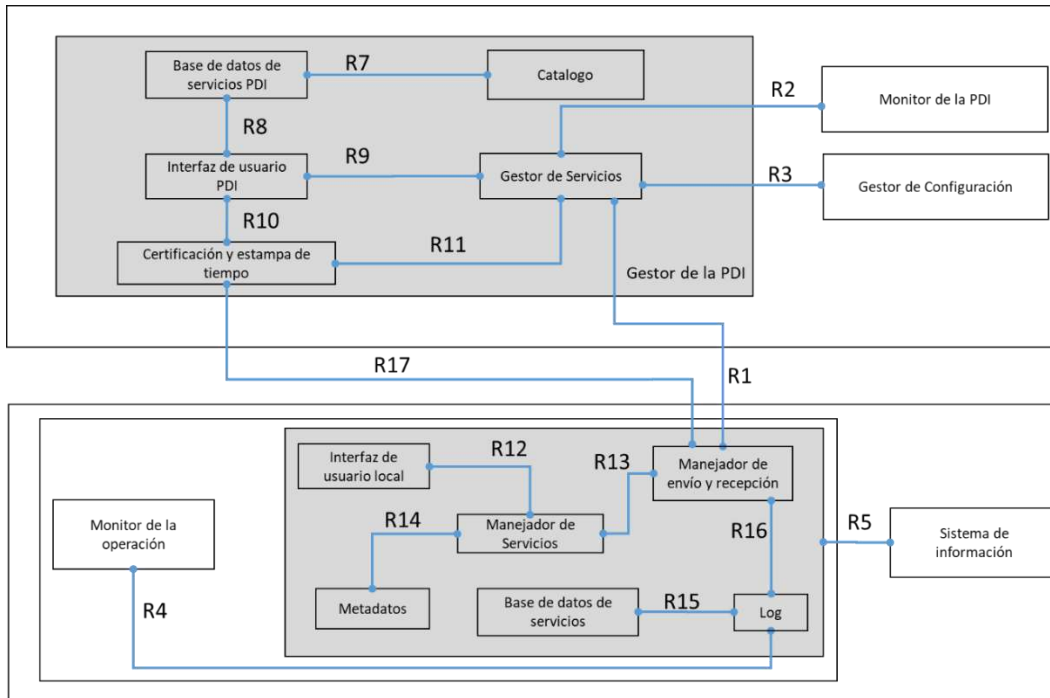 Base de datos de
servicios PDI
R7
Catalogo
R2
Monitor de la PDI
R8
Interfaz de usuario
PDI
R9
Gestor de Servicios
R3
Gestor de Configuración
R10
Certificación y estampa de
tiempo
R11
Gestor de la PDI
R17
R1
Interfaz de
usuario local
R12
R13
Manejador de
envío y recepción
Monitor de la
operación
R14
Manejador de
Servicios
R16
R5
Sistema de
información
R4
Metadatos
Base de datos de
servicios
R15
Log